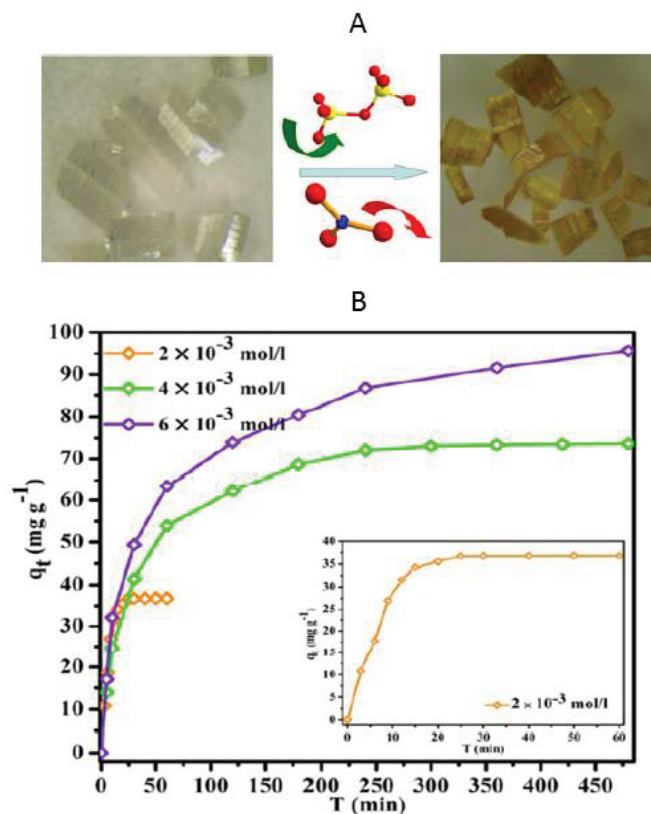 A
B
100
90
80
70
60
50
40
30
20
10
0
q_t (mg g⁻¹)
2 × 10⁻³ mol/l
4 × 10⁻³ mol/l
6 × 10⁻³ mol/l
40
35
30
25
20
15
10
5
0
q_t (mg g⁻¹)
2 × 10⁻³ mol/l
0 10 20 30 40 50 60
T (min)
0 50 100 150 200 250 300 350 400 450
T (min)